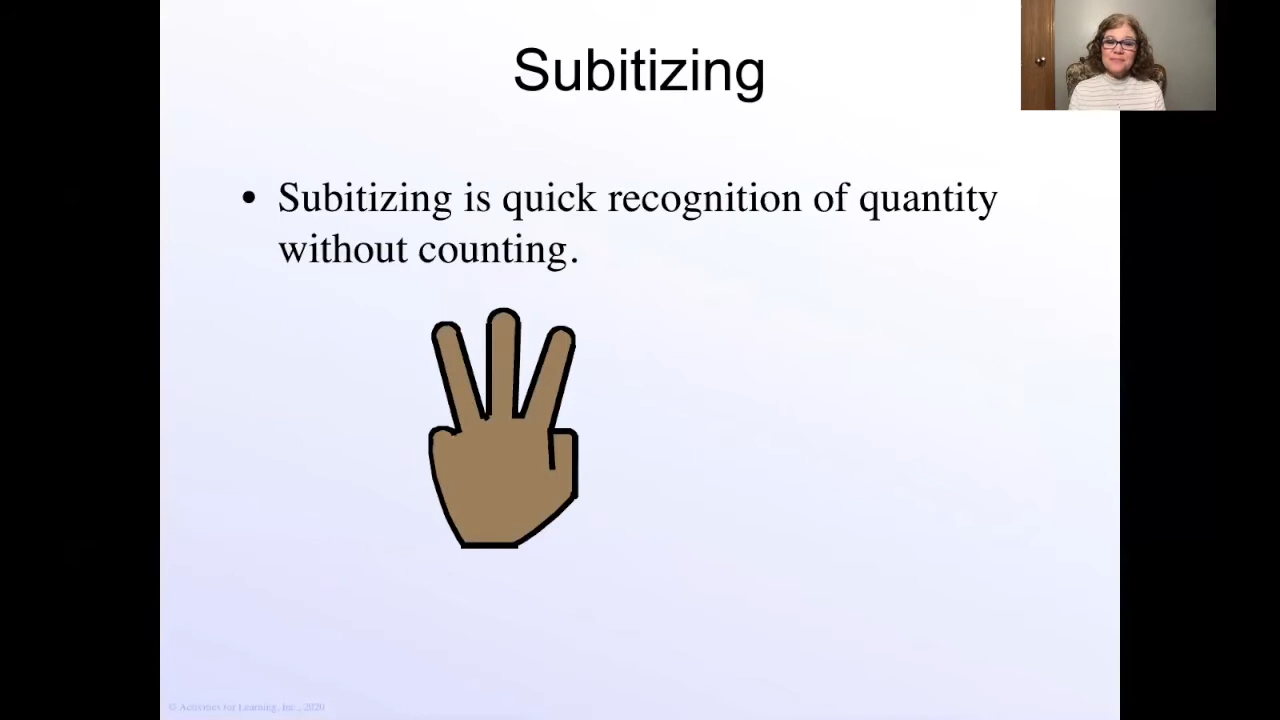 Subitizing
• Subitizing is quick recognition of quantity
without counting.
© Activities for Learning, Inc., 2020